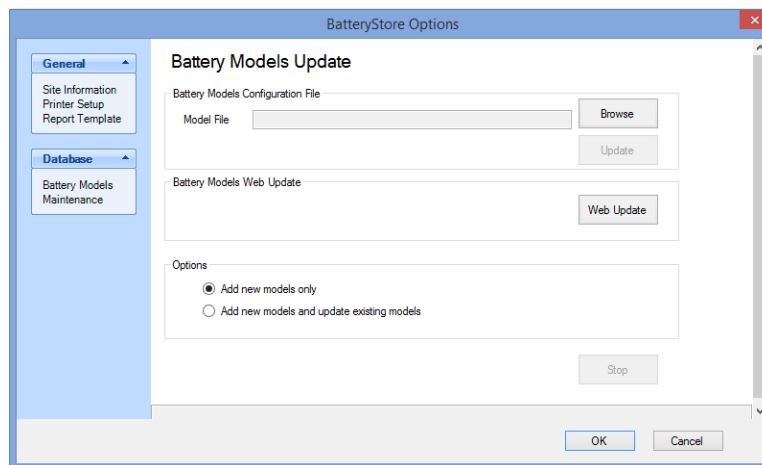 BatteryStore Options
General
Site Information
Printer Setup
Report Template
Database
Battery Models
Maintenance
Battery Models Update
Battery Models Configuration File
Model File
Browse
Update
Battery Models Web Update
Web Update
Options
Add new models only
Add new models and update existing models
Stop
OK
Cancel